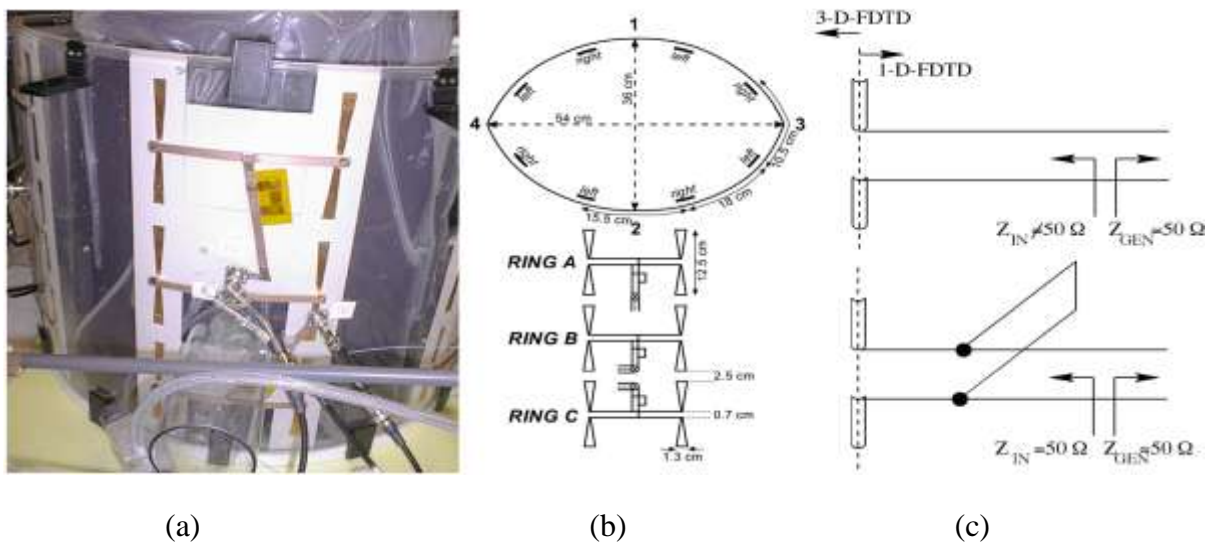 1
right
left
left
right
36 cm
54 cm
4
3
10.5 cm
right
left
left
right
18 cm
15.5 cm
2
RING A
12.5 cm
RING B
2.5 cm
RING C
0.7 cm
1.3 cm
3-D-FDTD
1-D-FDTD
Z_IN ≠50 Ω Z_GEN=50 Ω
Z_IN =50 Ω Z_GEN=50 Ω
(a) (b) (c)